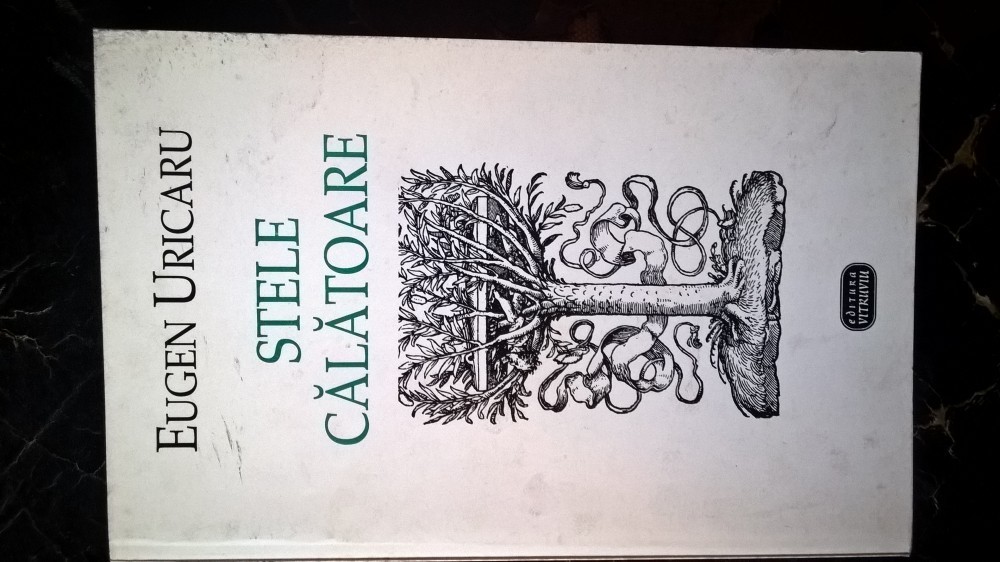 EUGEN URICARU
STELE
CĂLĂTOARE
editura
VITRUVIU